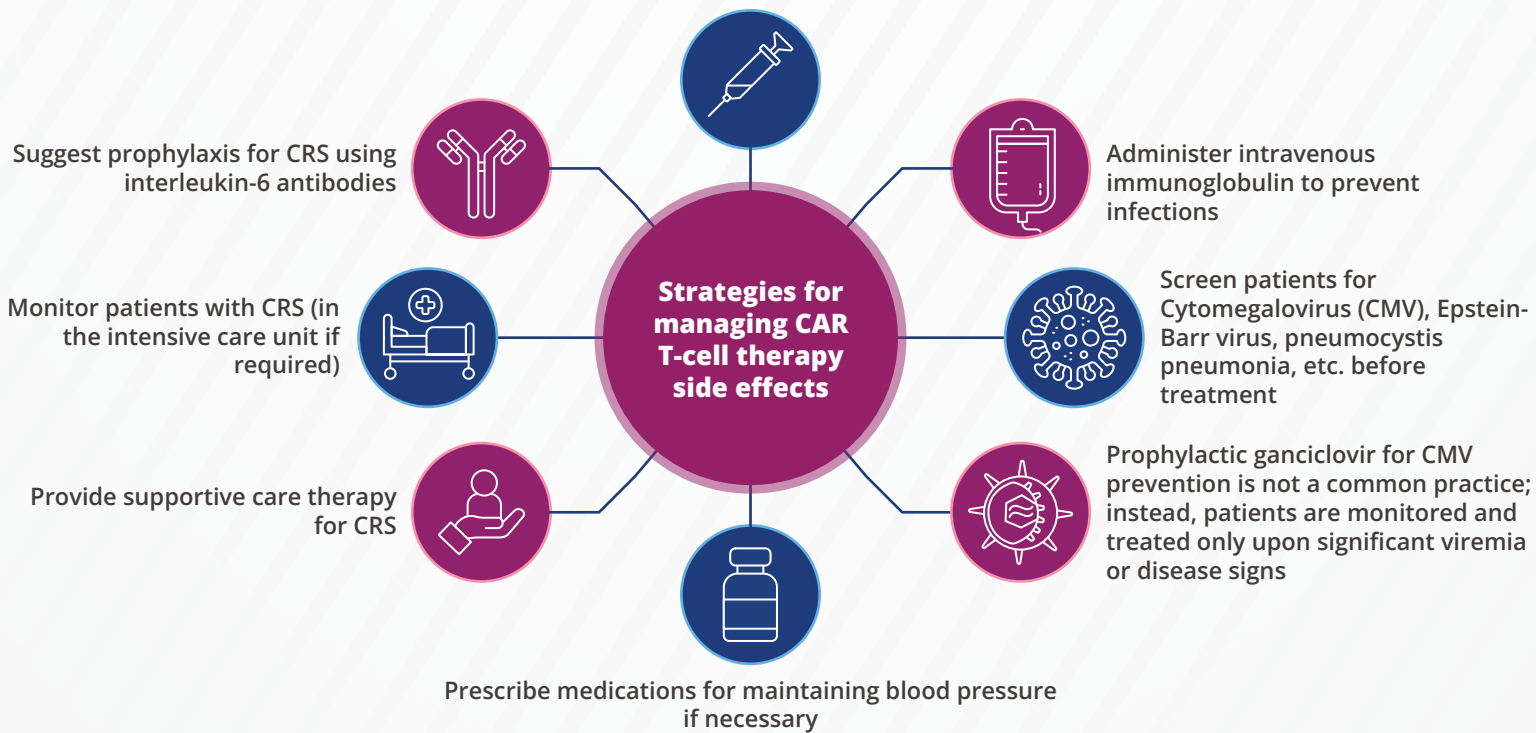 Suggest prophylaxis for CRS using
interleukin-6 antibodies
Monitor patients with CRS (in
the intensive care unit if
required)
Provide supportive care therapy
for CRS
Strategies for
managing CAR
T-cell therapy
side effects
Administer intravenous
immunoglobulin to prevent
infections
Screen patients for
Cytomegalovirus (CMV), Epstein-
Barr virus, pneumocystis
pneumonia, etc. before
treatment
Prophylactic ganciclovir for CMV
prevention is not a common practice;
instead, patients are monitored and
treated only upon significant viremia
or disease signs
Prescribe medications for maintaining blood pressure
if necessary